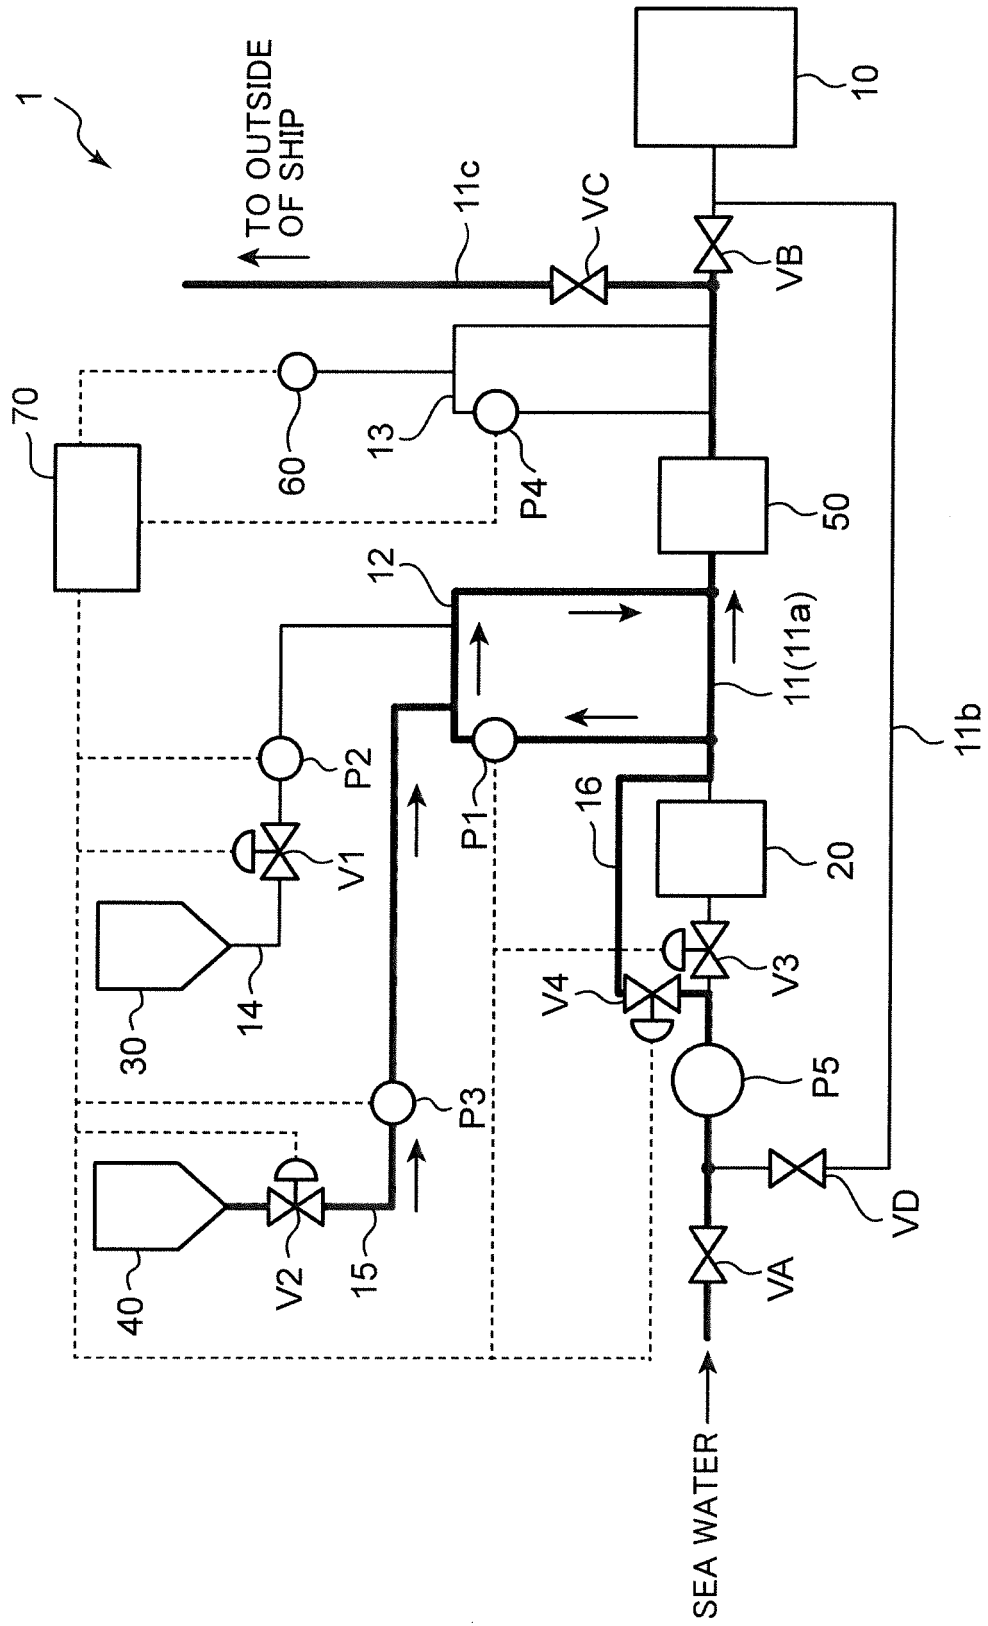 1
TO OUTSIDE
OF SHIP
70
11c
VC
10
60
13
P4
VB
12
50
P2
V1
P1
16
11(11a)
11b
30
14
20
V4
V3
P3
P5
40
V2
15
VD
VA
SEA WATER